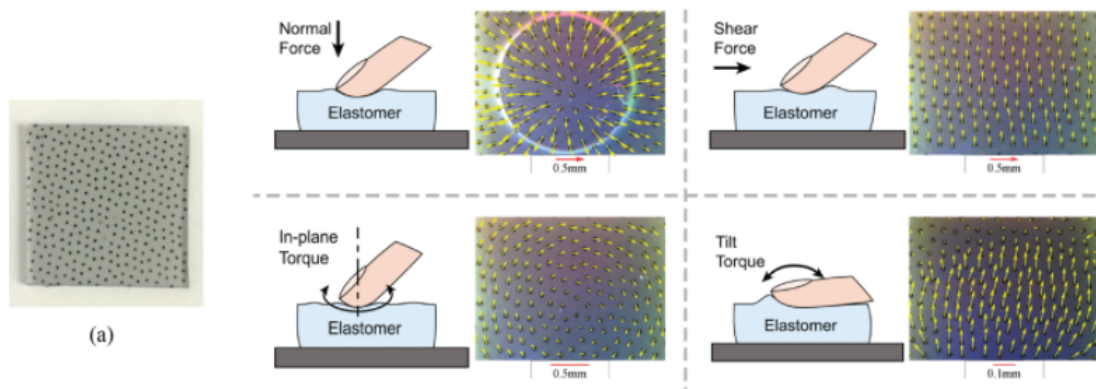 Normal
Force
Elastomer
0.5mm
Shear
Force
Elastomer
0.5mm
(a)
In-plane
Torque
Elastomer
0.5mm
Tilt
Torque
Elastomer
0.1mm